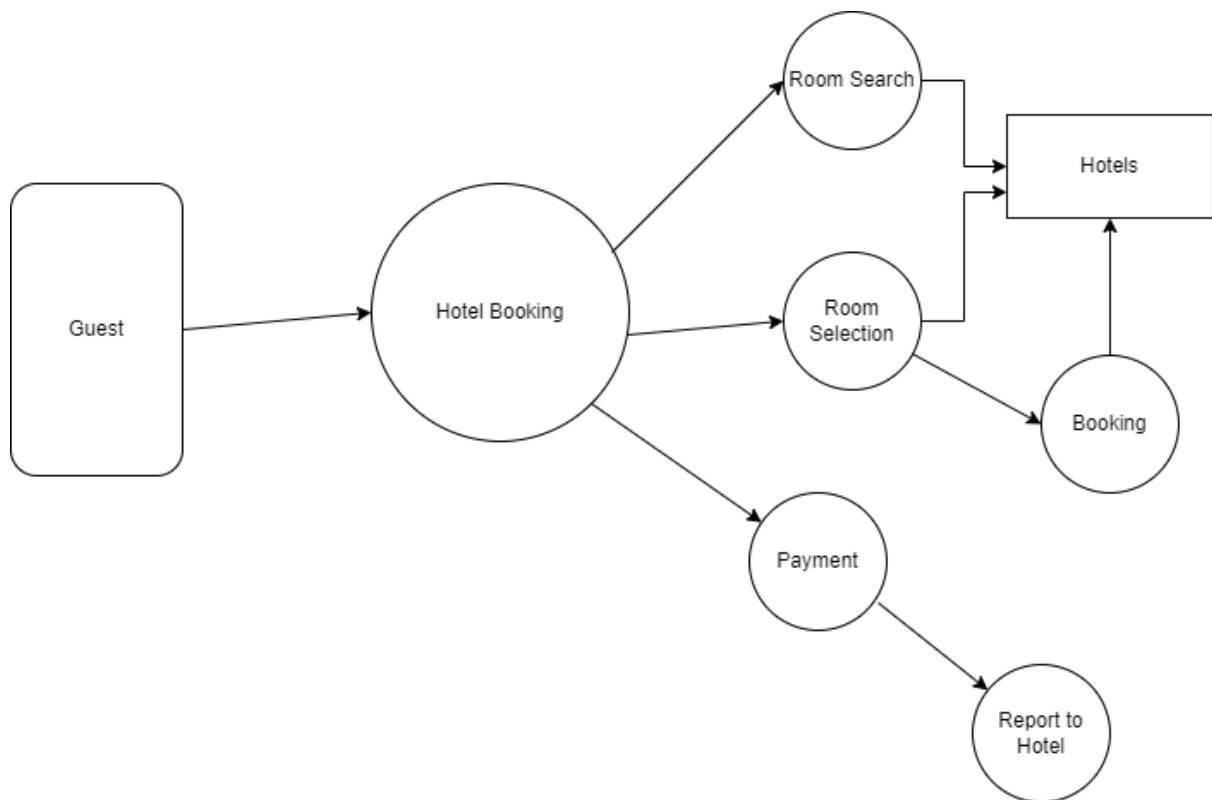 Room Search
Hotels
Guest
Hotel Booking
Room
Selection
Booking
Payment
Report to
Hotel